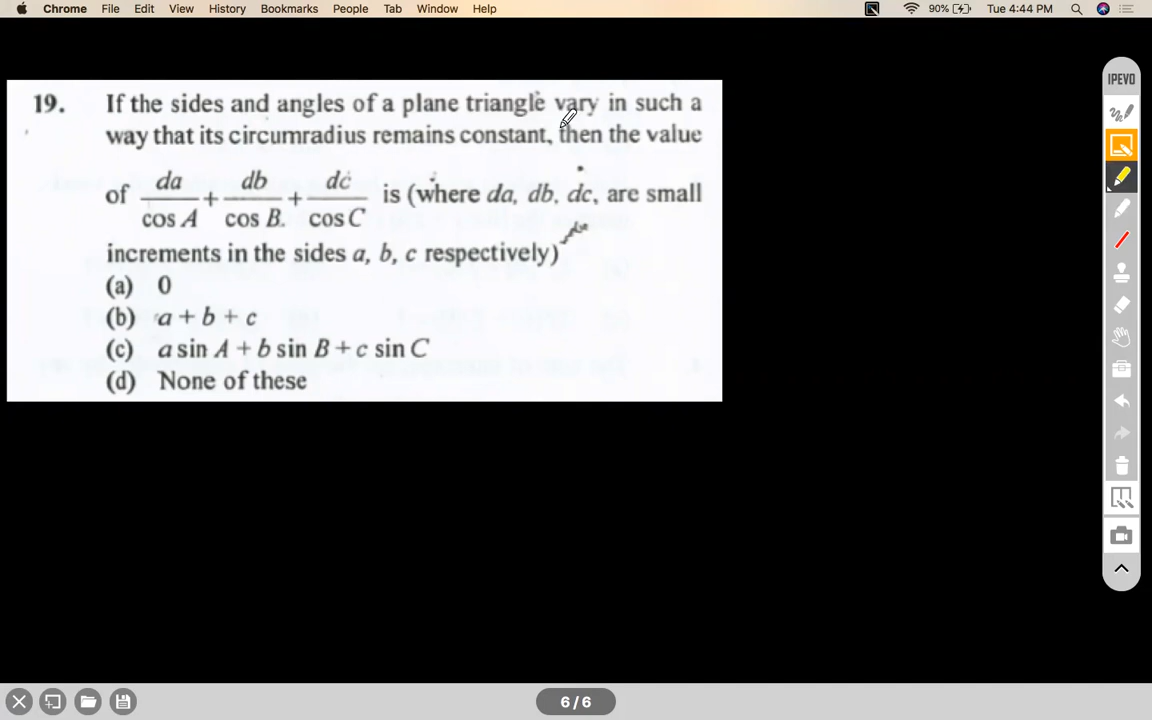 Chrome File Edit View History Bookmarks People Tab Window Help 90% Tue 4:44 PM
IPEVO
19. If the sides and angles of a plane triangle vary in such a
way that its circumradius remains constant, then the value
of da/cos A + db/cos B + dc/cos C is (where da, db, dc, are small
increments in the sides a, b, c respectively)
(a) 0
(b) a + b + c
(c) a sin A + b sin B + c sin C
(d) None of these
6 / 6